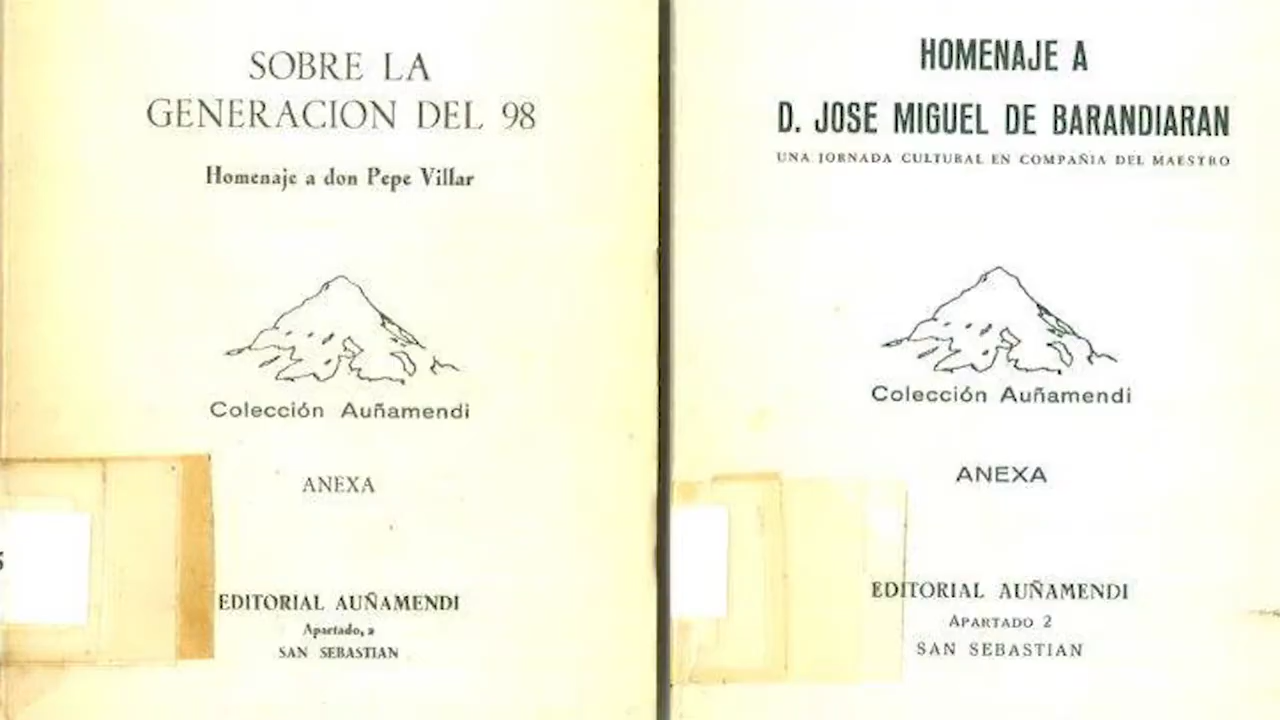 SOBRE LA
GENERACION DEL 98
Homenaje a don Pepe Villar
Colección Auñamendi
ANEXA
EDITORIAL AUÑAMENDI
Apartado, 2
SAN SEBASTIAN
HOMENAJE A
D. JOSE MIGUEL DE BARANDIARAN
UNA JORNADA CULTURAL EN COMPAÑIA DEL MAESTRO
Colección Auñamendi
ANEXA
EDITORIAL AUÑAMENDI
APARTADO 2
SAN SEBASTIAN